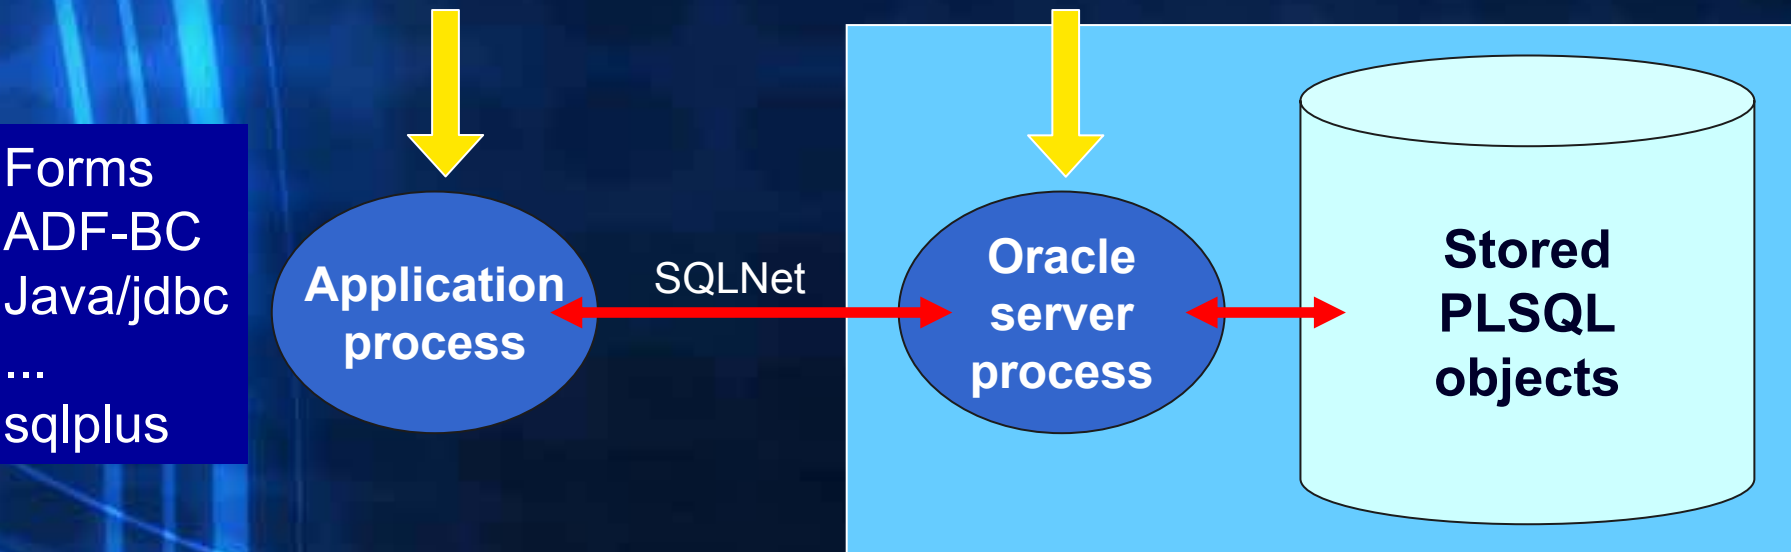 Forms
ADF-BC
Java/jdbc
...
sqlplus
Application
process
SQLNet
Oracle
server
process
Stored
PLSQL
objects